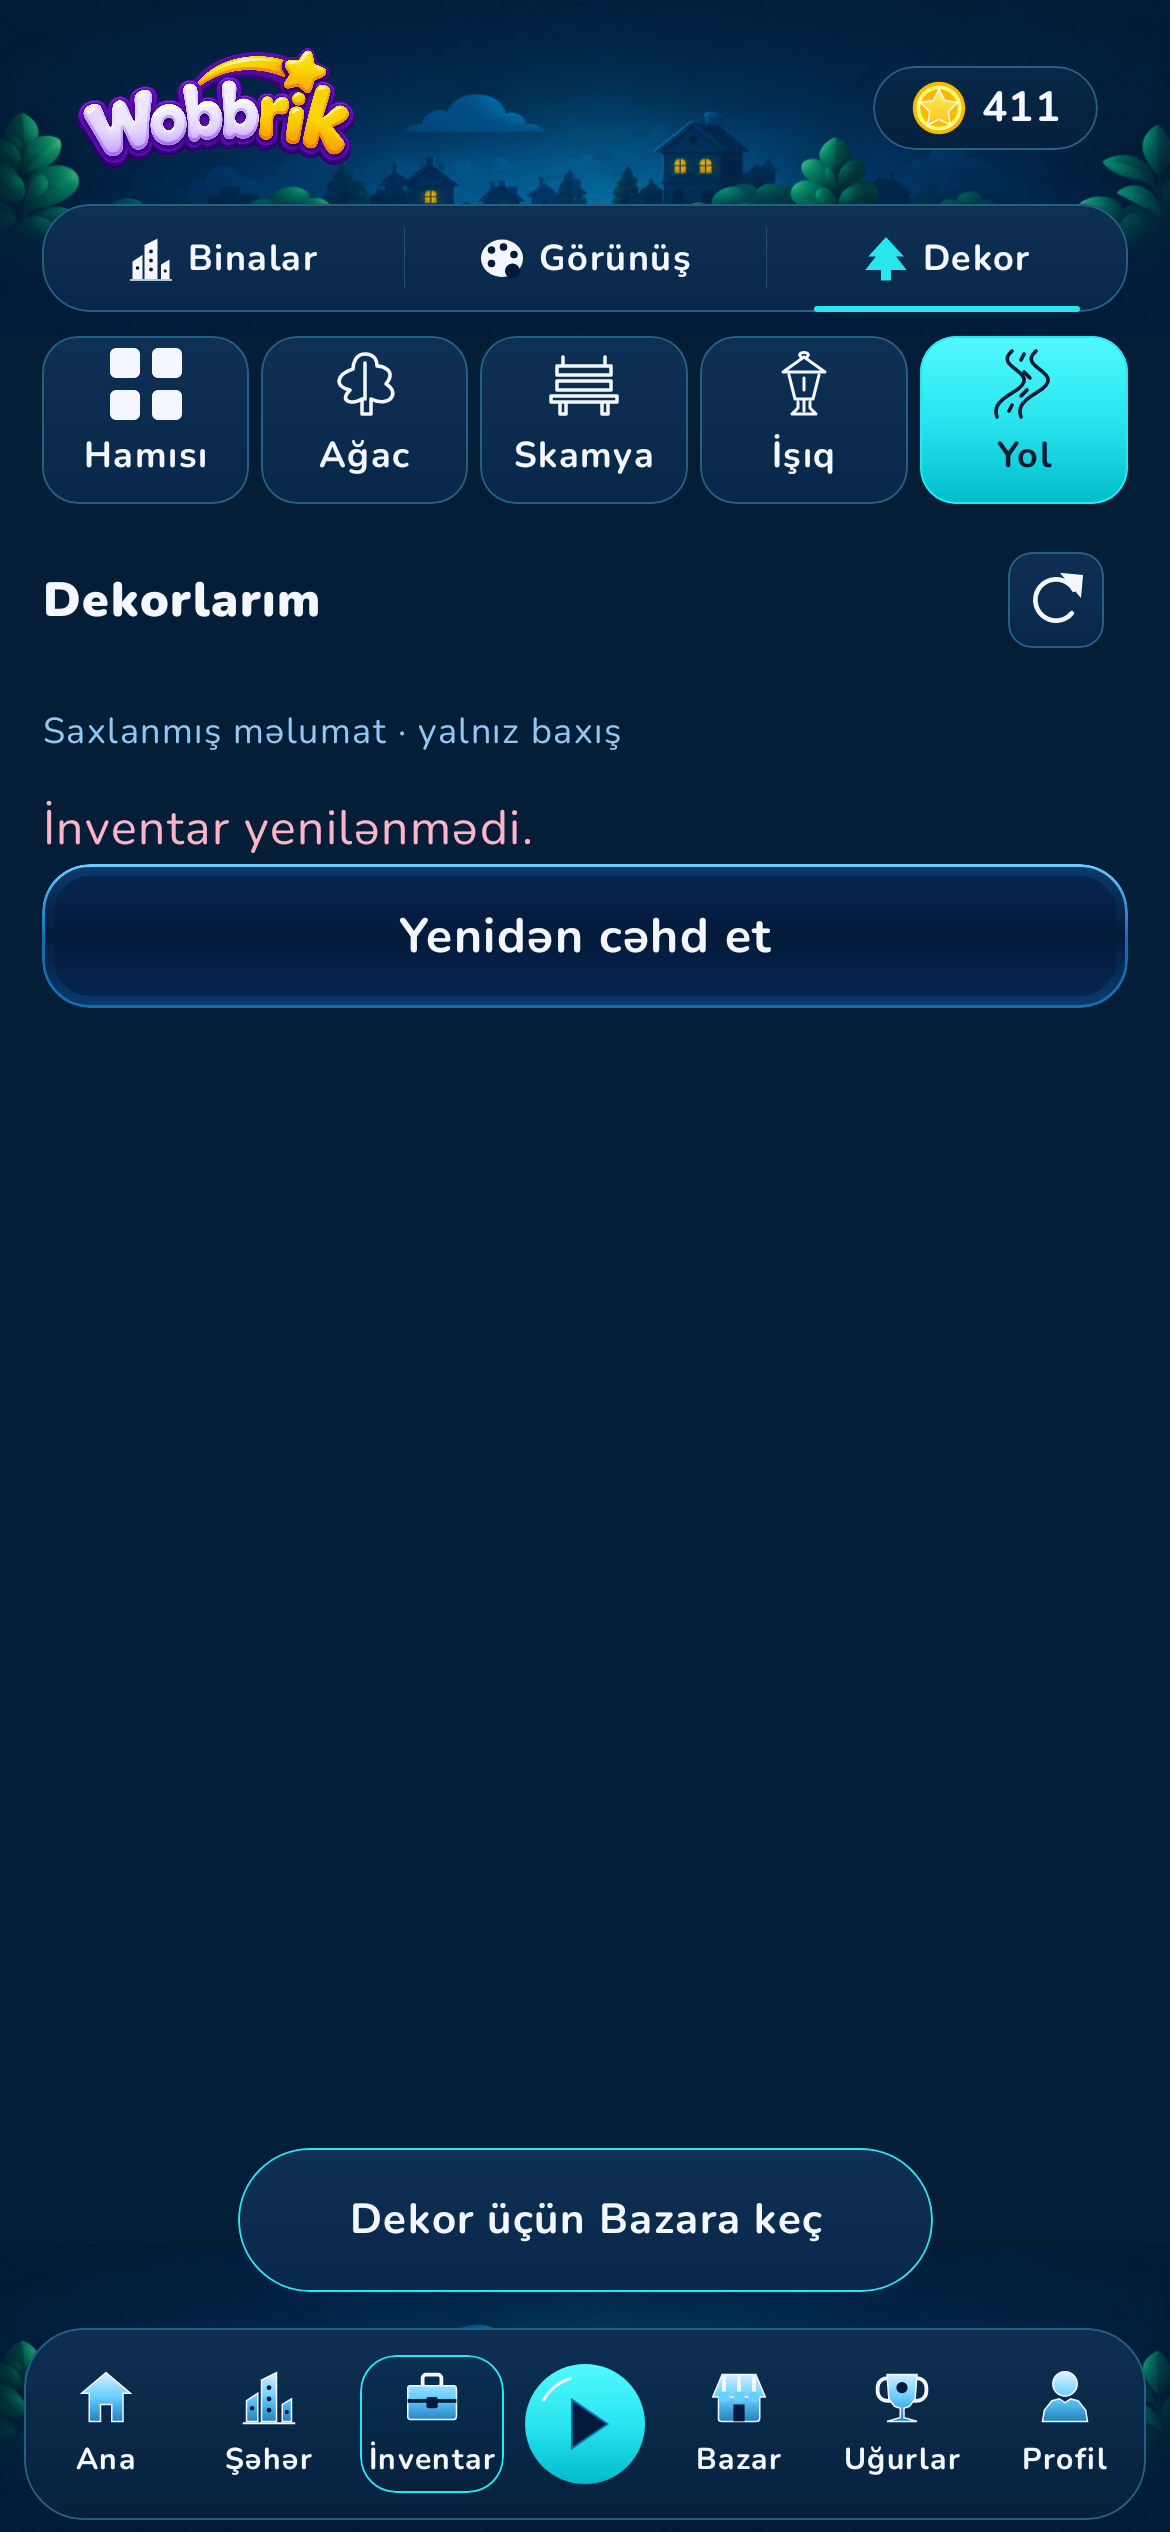 Wobbrik
411
Binalar
Görünüş
Dekor
Hamısı
Ağac
Skamya
İşıq
Yol
Dekorlarım
Saxlanmış məlumat · yalnız baxış
İnventar yenilənmədi.
Yenidən cəhd et
Dekor üçün Bazara keç
Ana
Şəhər
İnventar
Bazar
Uğurlar
Profil